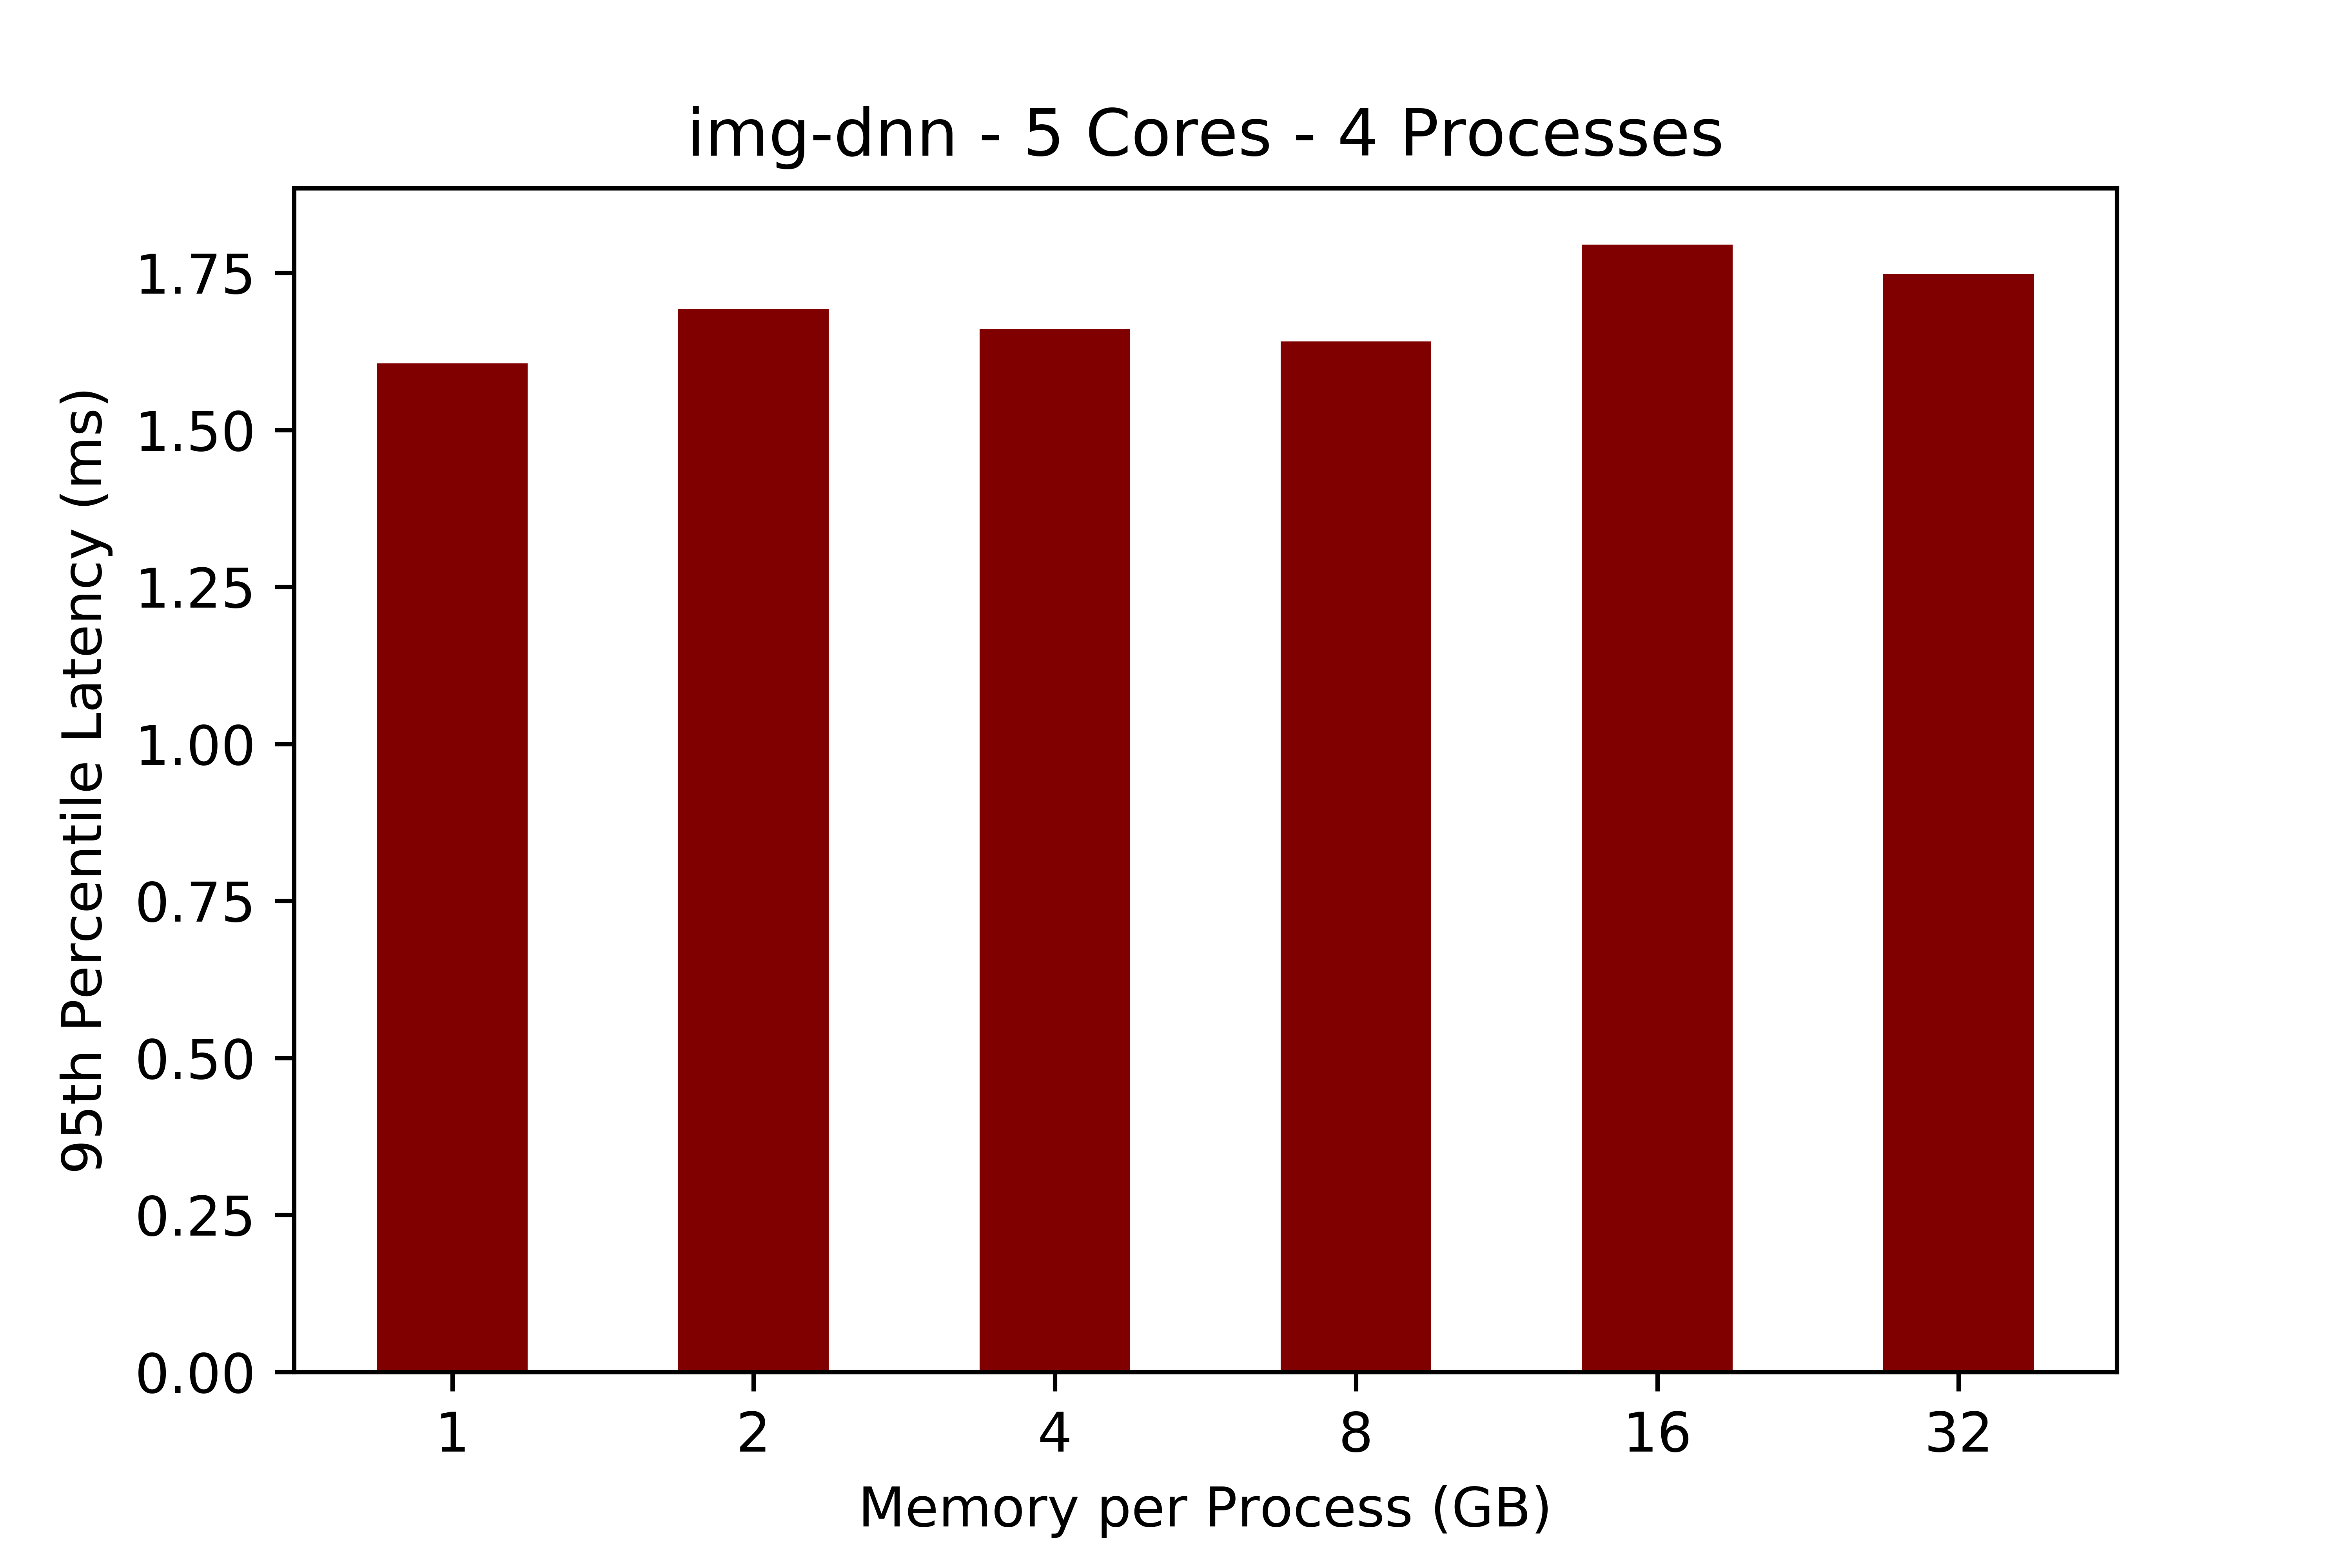 img-dnn - 5 Cores - 4 Processes
95th Percentile Latency (ms)
1.75
1.50
1.25
1.00
0.75
0.50
0.25
0.00
1 2 4 8 16 32
Memory per Process (GB)